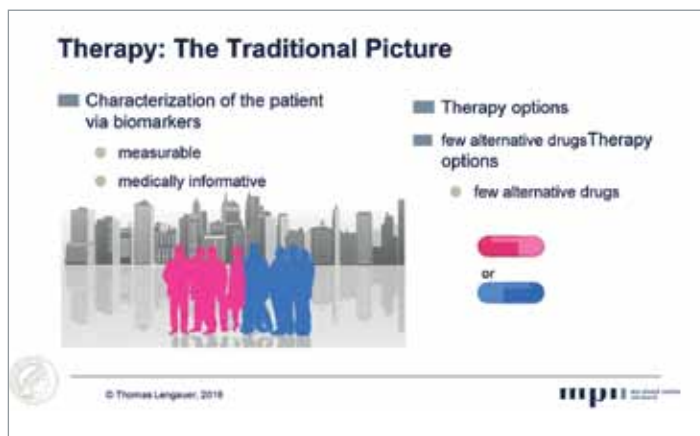 Therapy: The Traditional Picture
Characterization of the patient
via biomarkers
measurable
medically informative
Therapy options
few alternative drugsTherapy
options
few alternative drugs
or
© Thomas Lengauer, 2016
mpii